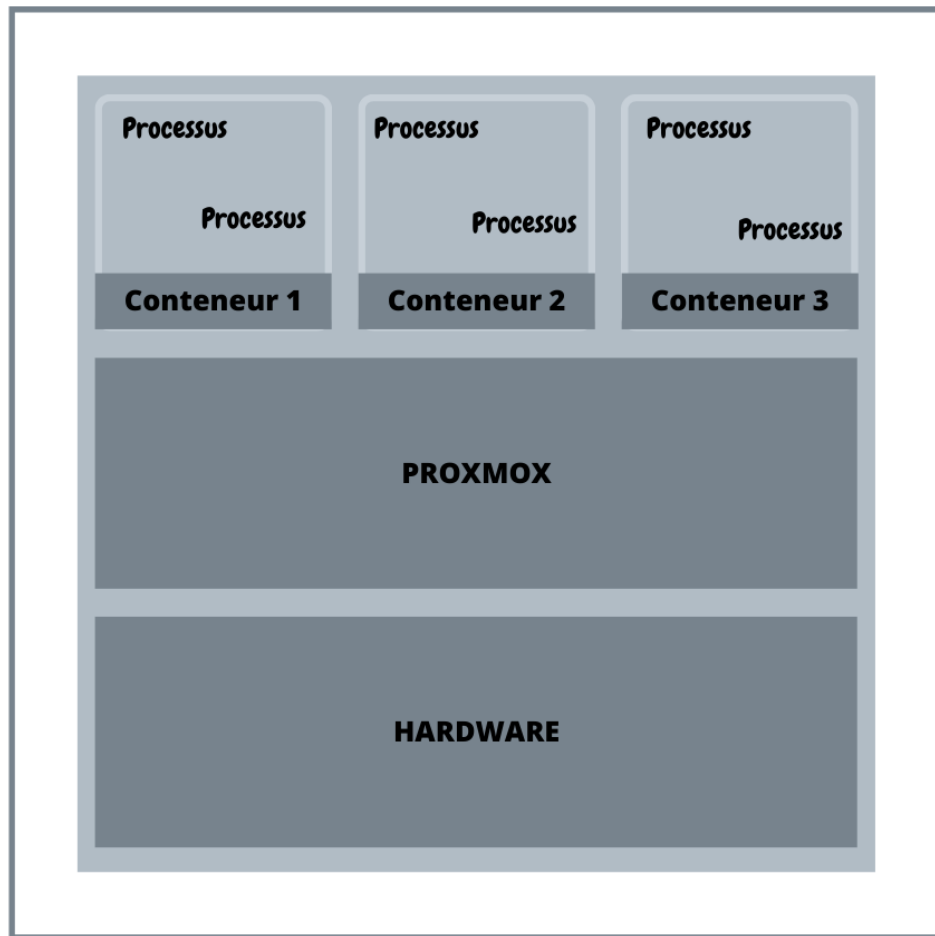 Processus
Processus
Conteneur 1
Processus
Processus
Conteneur 2
Processus
Processus
Conteneur 3
PROXMOX
HARDWARE